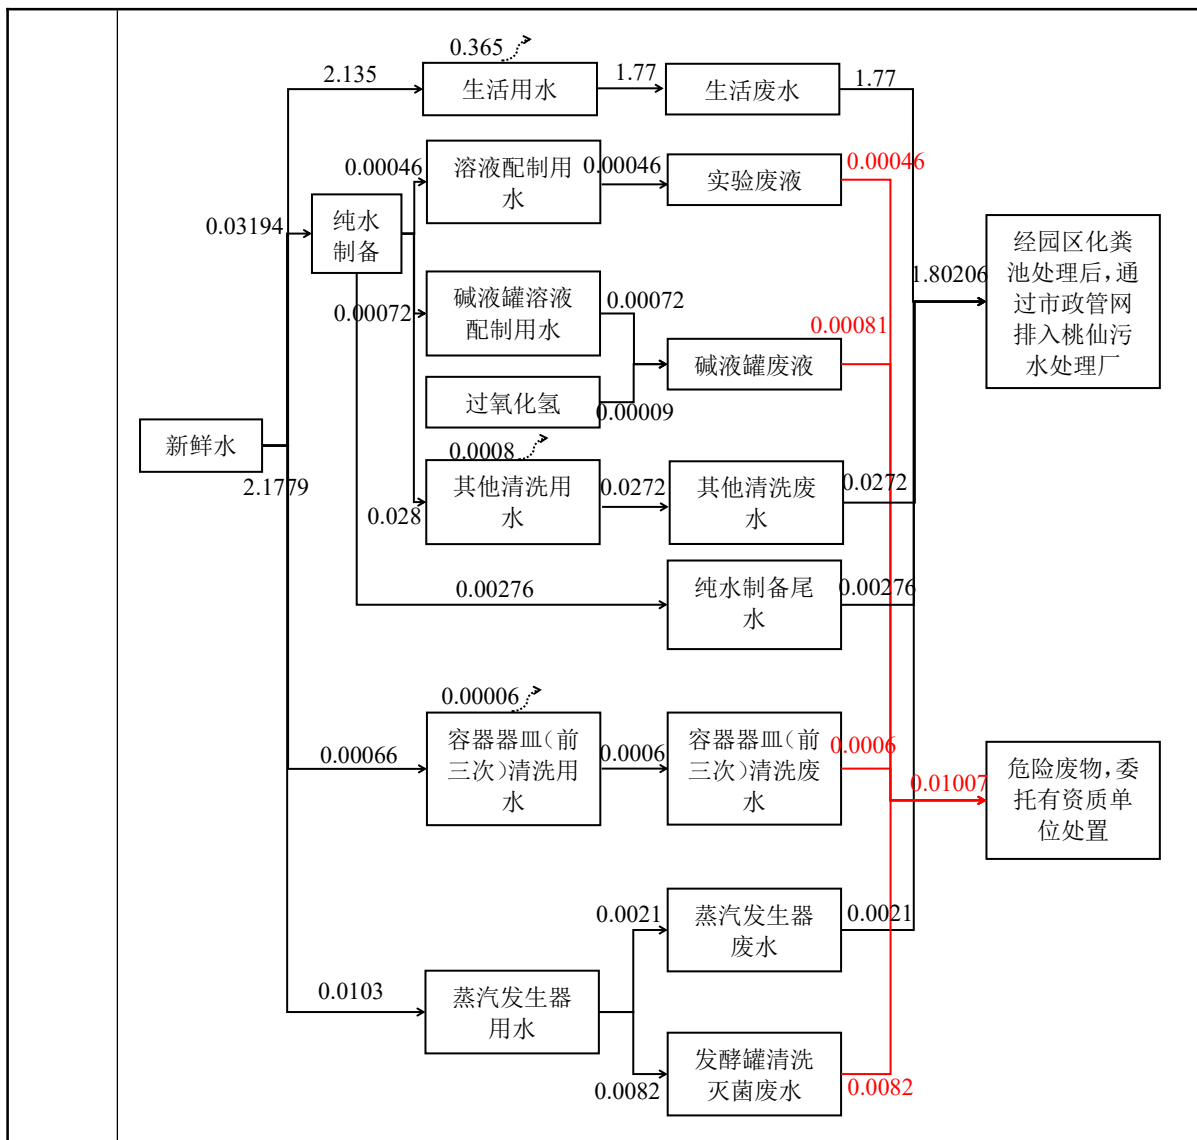 0.365
2.135
生活用水
1.77
生活废水
1.77
0.00046
溶液配制用
水
0.00046
实验废液
0.00046
0.03194
纯水
制备
经园区化粪
池处理后，通
过市政管网
排入桃仙污
水处理厂
1.80206
0.00072
碱液罐溶液
配制用水
0.00072
0.00081
碱液罐废液
过氧化氢
0.00009
新鲜水
2.1779
0.0008
其他清洗用
水
0.028
0.0272
其他清洗废
水
0.0272
0.00276
纯水制备尾
水
0.00276
0.00006
0.00066
容器器皿（前
三次）清洗用
水
0.0006
容器器皿（前
三次）清洗废
水
0.0006
0.01007
危险废物，委
托有资质单
位处置
0.0021
蒸汽发生器
废水
0.0021
0.0103
蒸汽发生器
用水
0.0082
发酵罐清洗
灭菌废水
0.0082